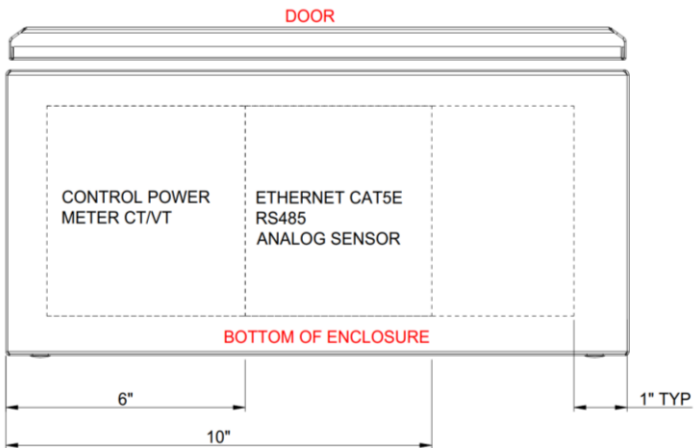 DOOR
CONTROL POWER
METER CT/VT
ETHERNET CAT5E
RS485
ANALOG SENSOR
BOTTOM OF ENCLOSURE
6"
1" TYP
10"